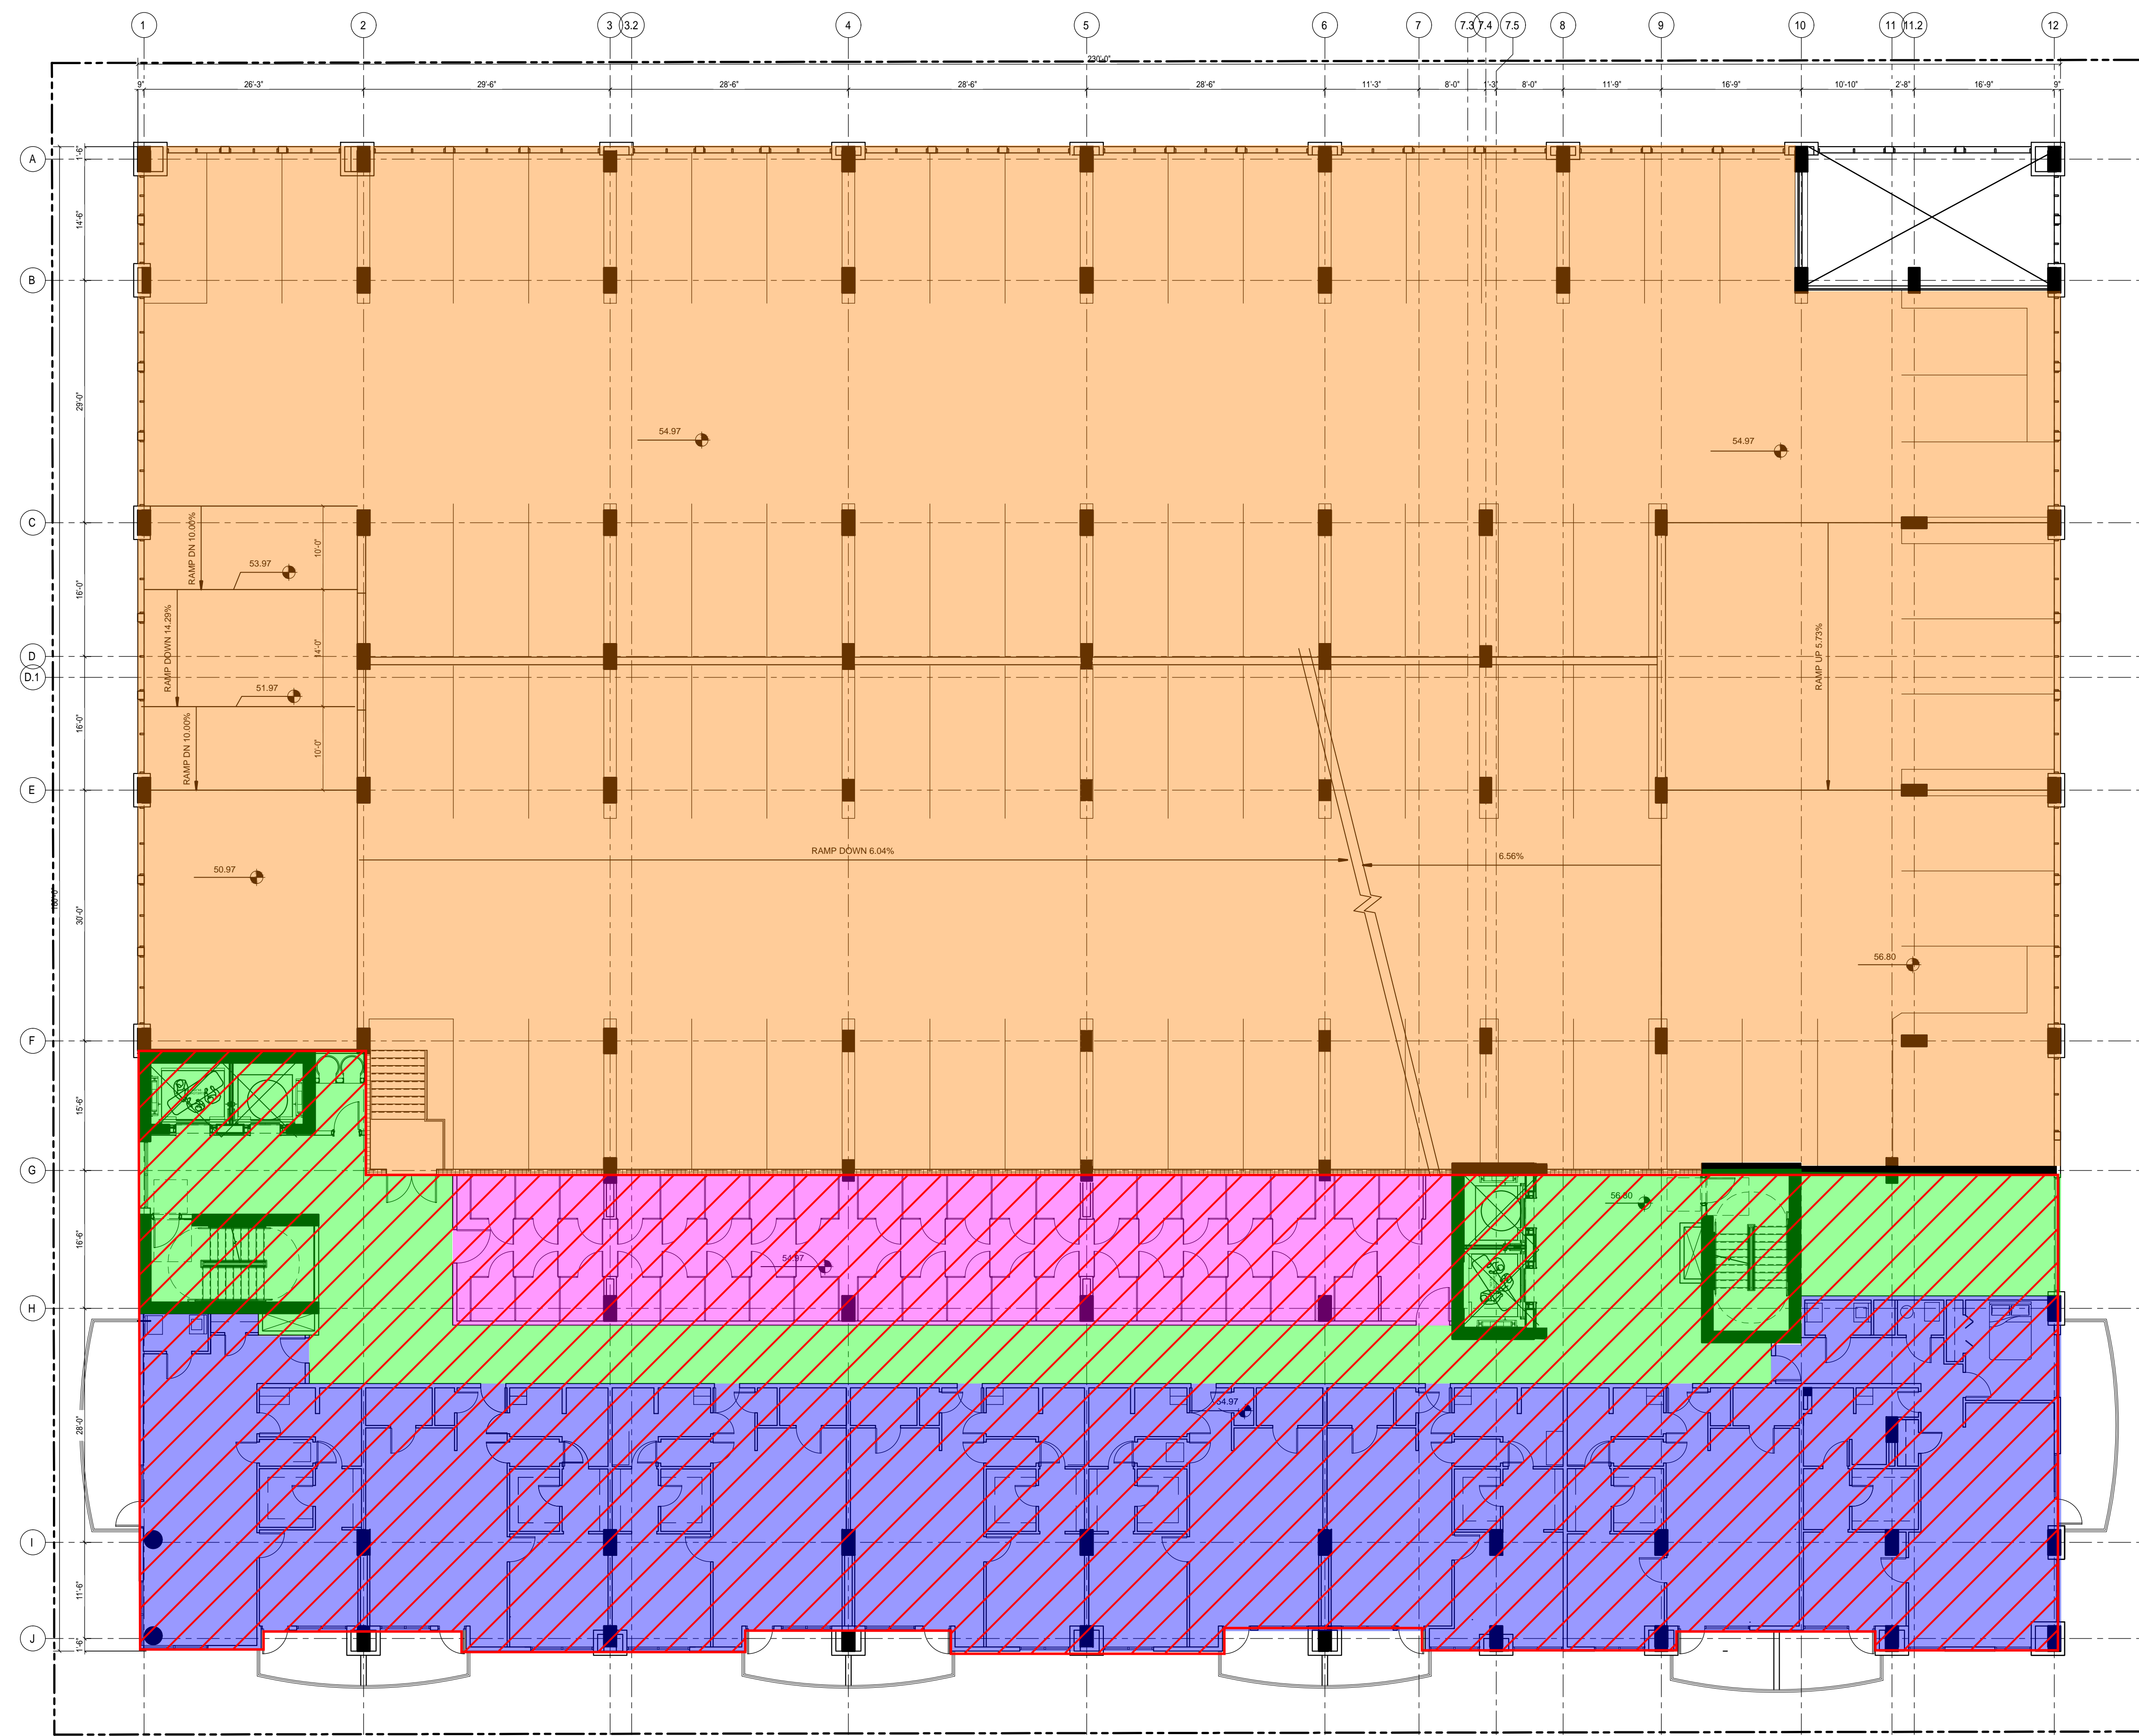 1 2 3 3.2 4 5 6 7 7.3 7.4 7.5 8 9 10 11 11.2 12
230'-0"
9" 26'-3" 29'-6" 28'-6" 28'-6" 28'-6" 11'-3" 8'-0" 1'-3" 8'-0" 11'-9" 16'-9" 10'-10" 2'-8" 16'-9" 9"
A
1'-6"
14'-6"
B
29'-0"
54.97
54.97
C
RAMP DN 10.00%
10'-0"
53.97
16'-0"
RAMP DOWN 14.29%
14'-0"
RAMP UP 5.73%
D
D.1
51.97
16'-0"
RAMP DN 10.00%
10'-0"
E
RAMP DOWN 6.04%
6.56%
50.97
180'-0"
30'-0"
56.80
F
15'-6"
G
56.80
16'-6"
54.97
H
54.97
28'-0"
I
11'-6"
J
1'-6"